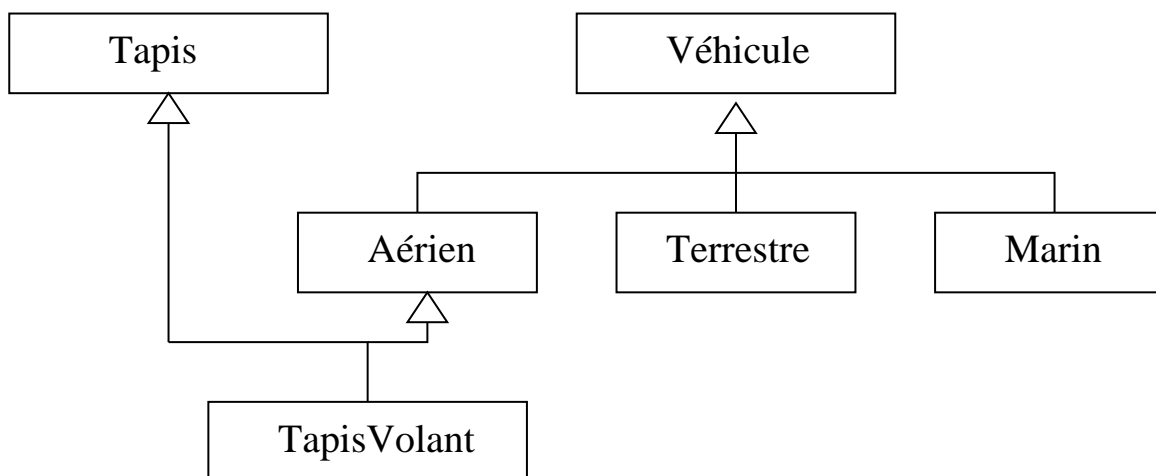 Tapis
Véhicule
Aérien
Terrestre
Marin
TapisVolant